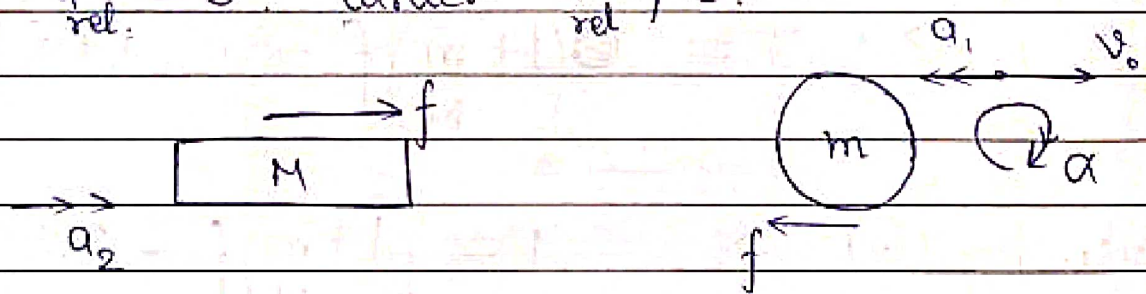 rel. rel
a₁ v₀
f
M m α
a₂ f